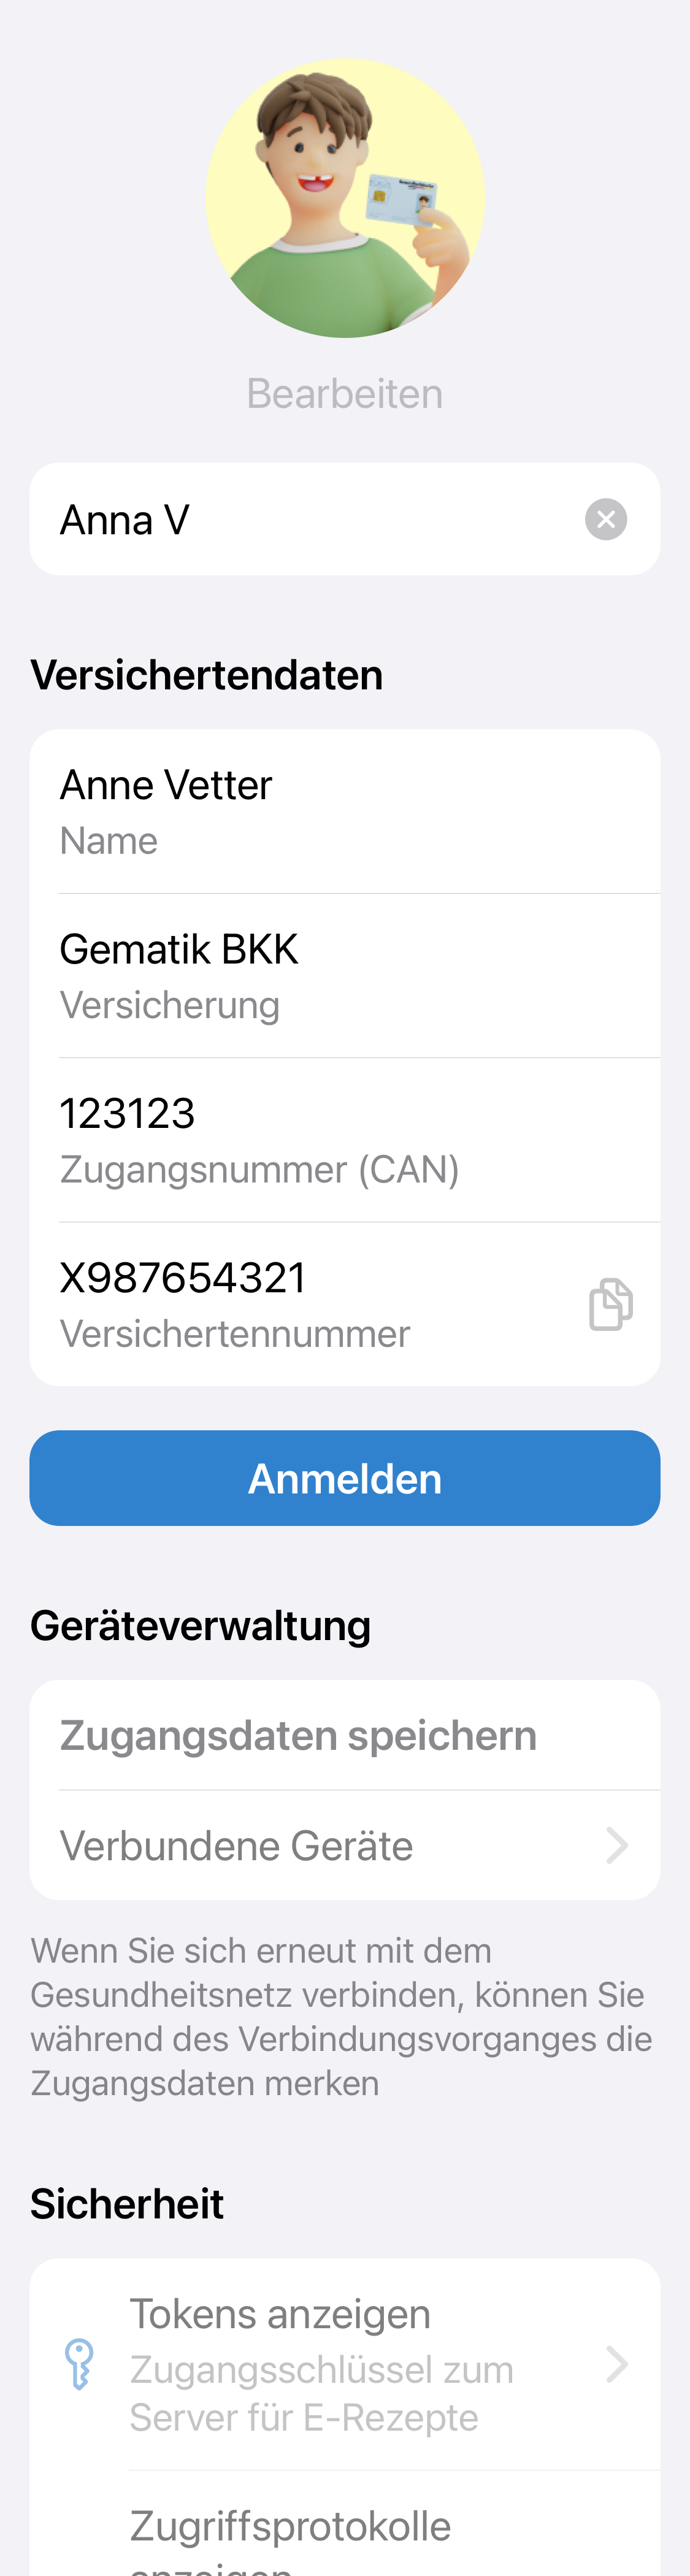 Bearbeiten
Anna V
Versichertendaten
Anne Vetter
Name
Gematik BKK
Versicherung
123123
Zugangsnummer (CAN)
X987654321
Versichertennummer
Anmelden
Geräteverwaltung
Zugangsdaten speichern
Verbundene Geräte
Wenn Sie sich erneut mit dem
Gesundheitsnetz verbinden, können Sie
während des Verbindungsvorganges die
Zugangsdaten merken
Sicherheit
Tokens anzeigen
Zugangsschlüssel zum
Server für E-Rezepte
Zugriffsprotokolle
anzeigen